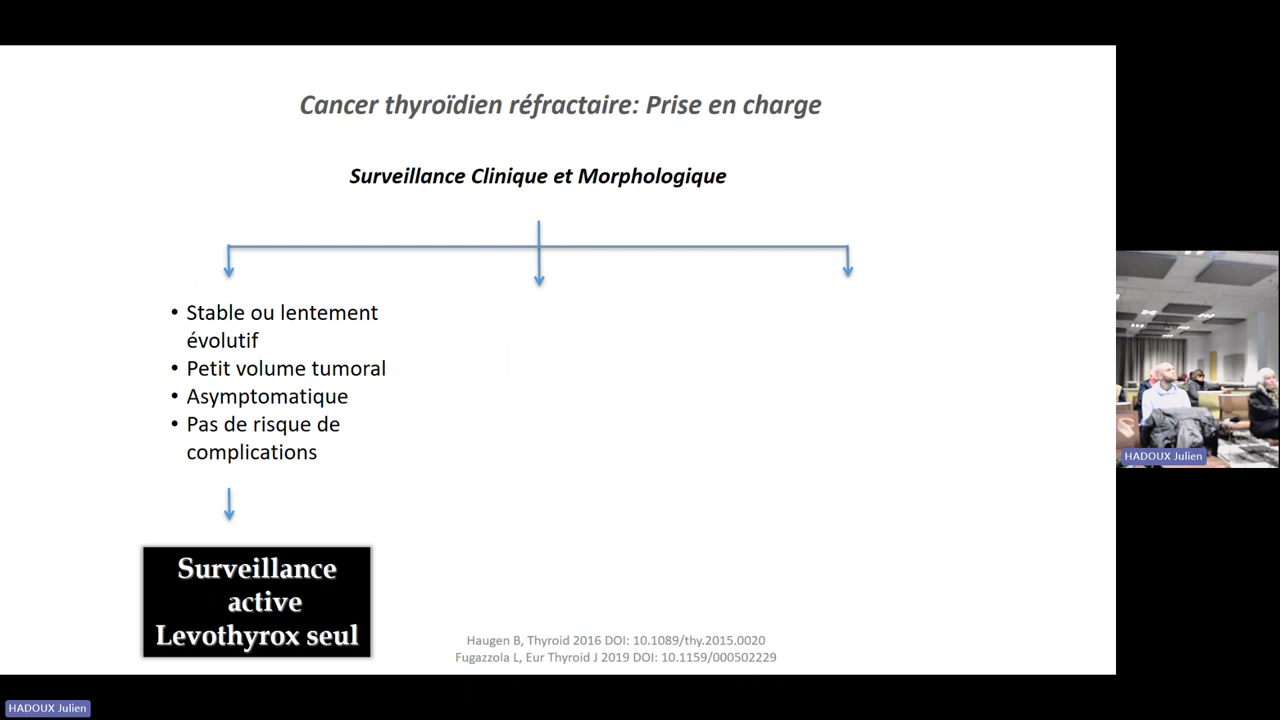 Cancer thyroïdien réfractaire: Prise en charge
Surveillance Clinique et Morphologique
• Stable ou lentement
évolutif
• Petit volume tumoral
• Asymptomatique
• Pas de risque de
complications
Surveillance
active
Levothyrox seul
Haugen B, Thyroid 2016 DOI: 10.1089/thy.2015.0020
Fugazzola L, Eur Thyroid J 2019 DOI: 10.1159/000502229
HADOUX Julien
HADOUX Julien